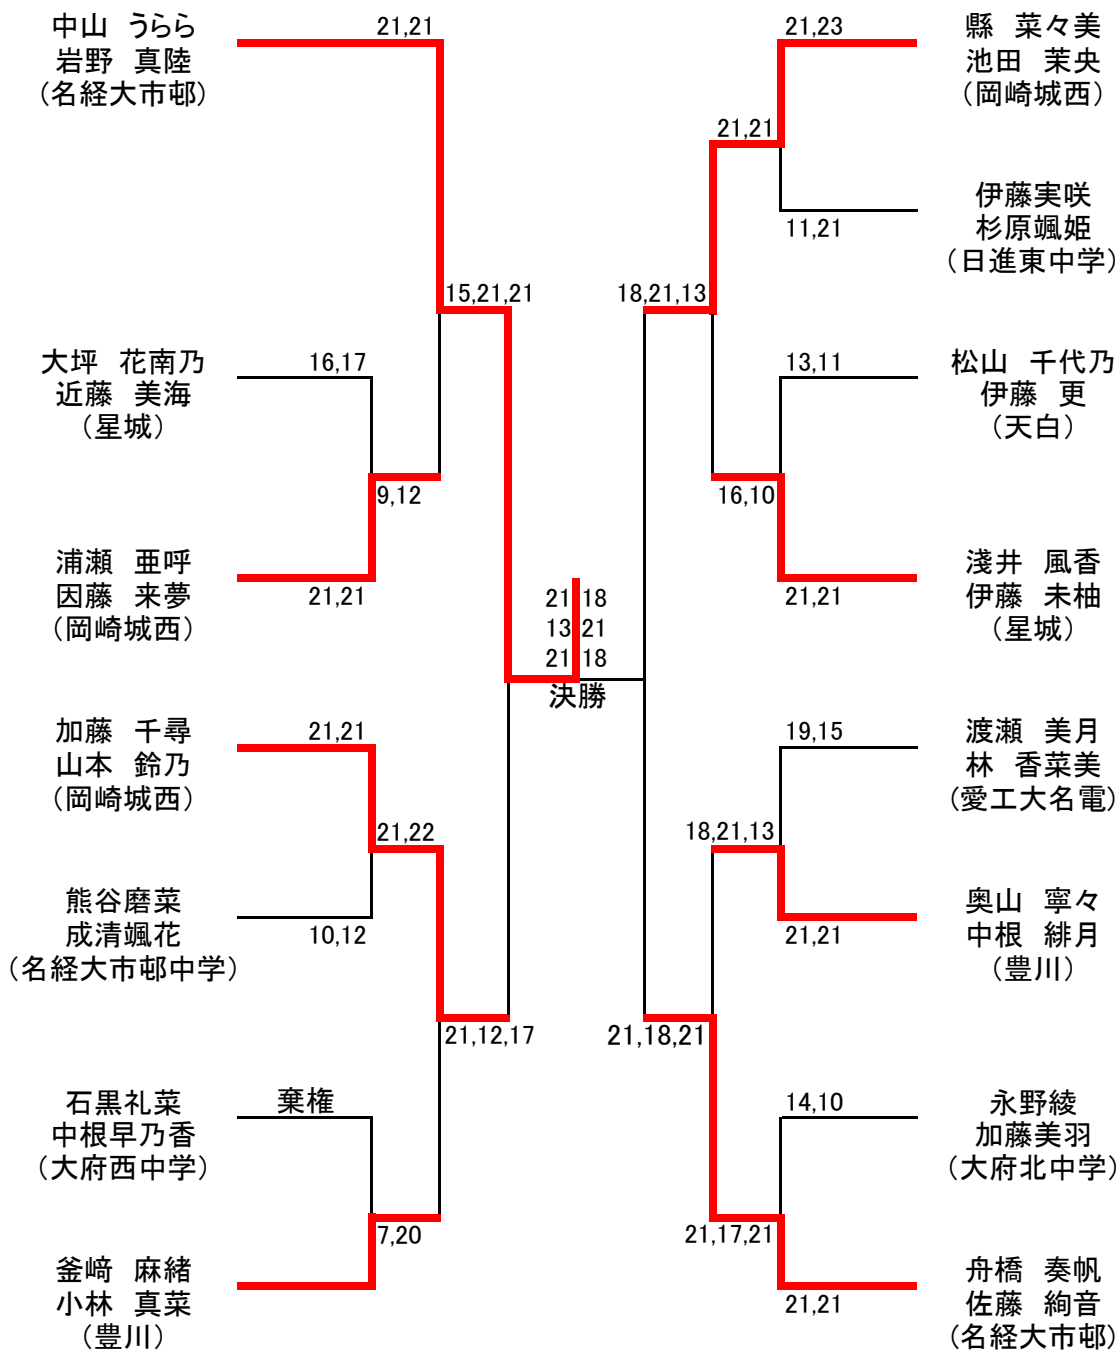 中山　うらら
岩野　真陸
（名経大市邨）
21,21
大坪　花南乃
近藤　美海
（星城）
16,17
浦瀬　亜呼
因藤　来夢
（岡崎城西）
21,21
9,12
15,21,21
加藤　千尋
山本　鈴乃
（岡崎城西）
21,21
熊谷磨菜
成清颯花
（名経大市邨中学）
10,12
21,22
石黒礼菜
中根早乃香
（大府西中学）
棄権
釜﨑　麻緒
小林　真菜
（豊川）
7,20
21,12,17
21 18
13 21
21 18
決勝
縣　菜々美
池田　茉央
（岡崎城西）
21,23
伊藤実咲
杉原颯姫
（日進東中学）
11,21
21,21
松山　千代乃
伊藤　更
（天白）
13,11
淺井　風香
伊藤　未柚
（星城）
21,21
16,10
18,21,13
渡瀬　美月
林　香菜美
（愛工大名電）
19,15
奥山　寧々
中根　緋月
（豊川）
21,21
18,21,13
永野綾
加藤美羽
（大府北中学）
14,10
舟橋　奏帆
佐藤　絢音
（名経大市邨）
21,21
21,17,21
21,18,21